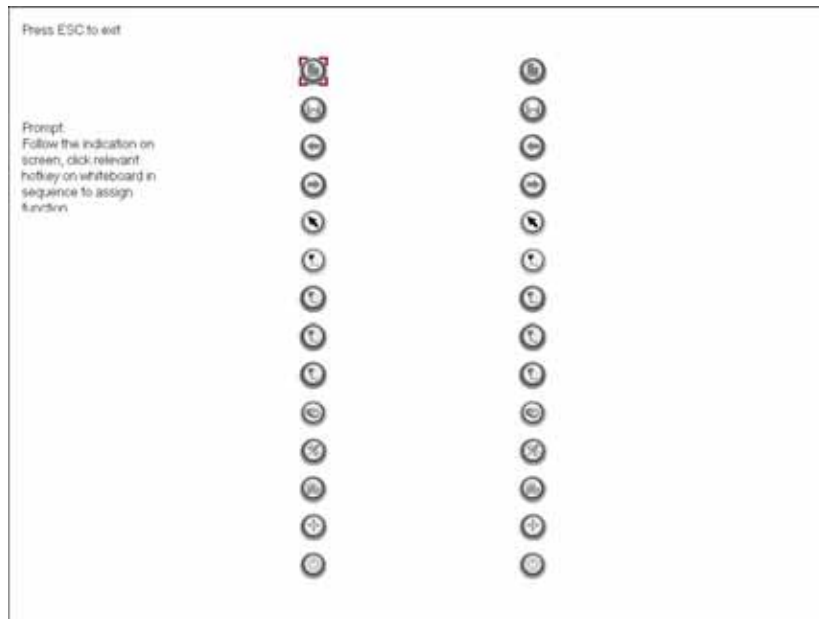 Press ESC to exit
Prompt:
Follow the indication on
screen, click relevant
hotkey on whiteboard in
sequence to assign
function